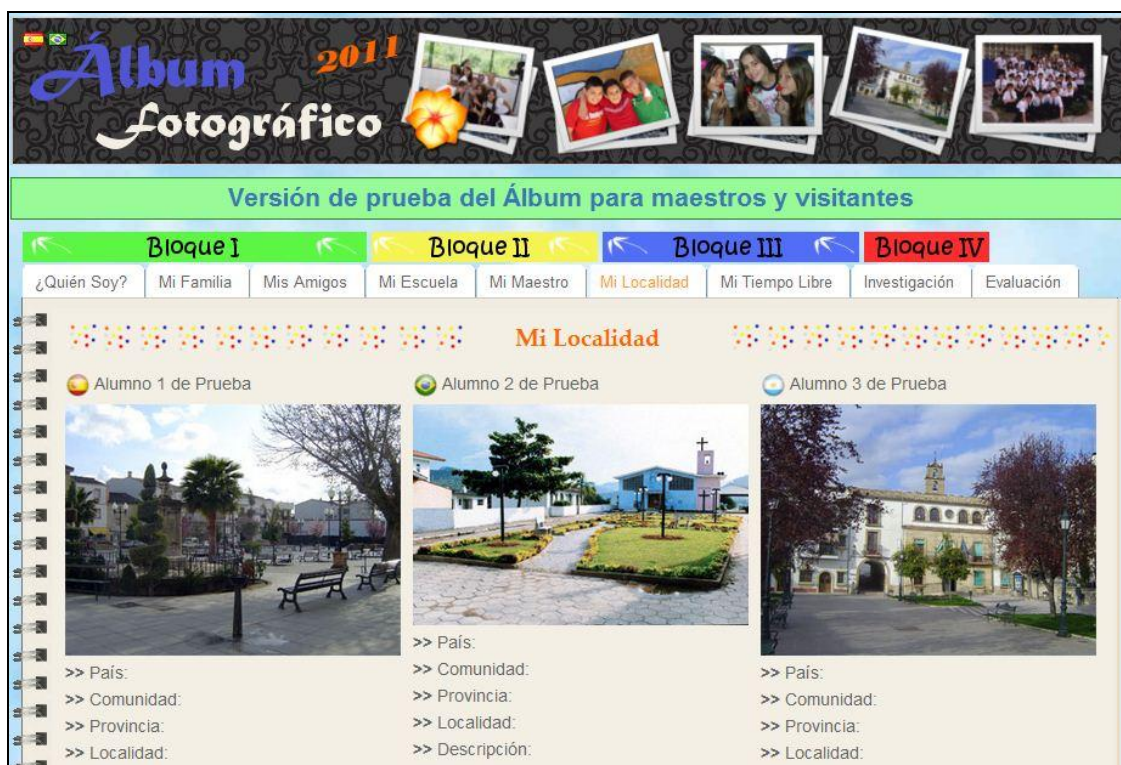 Álbum
2011
Fotográfico
Versión de prueba del Álbum para maestros y visitantes
Bloque I Bloque II Bloque III Bloque IV
¿Quién Soy? Mi Familia Mis Amigos Mi Escuela Mi Maestro Mi Localidad Mi Tiempo Libre Investigación Evaluación
Mi Localidad
Alumno 1 de Prueba
>> País:
>> Comunidad:
>> Provincia:
>> Localidad:
Alumno 2 de Prueba
>> País:
>> Comunidad:
>> Provincia:
>> Localidad:
>> Descripción:
Alumno 3 de Prueba
>> País:
>> Comunidad:
>> Provincia:
>> Localidad: